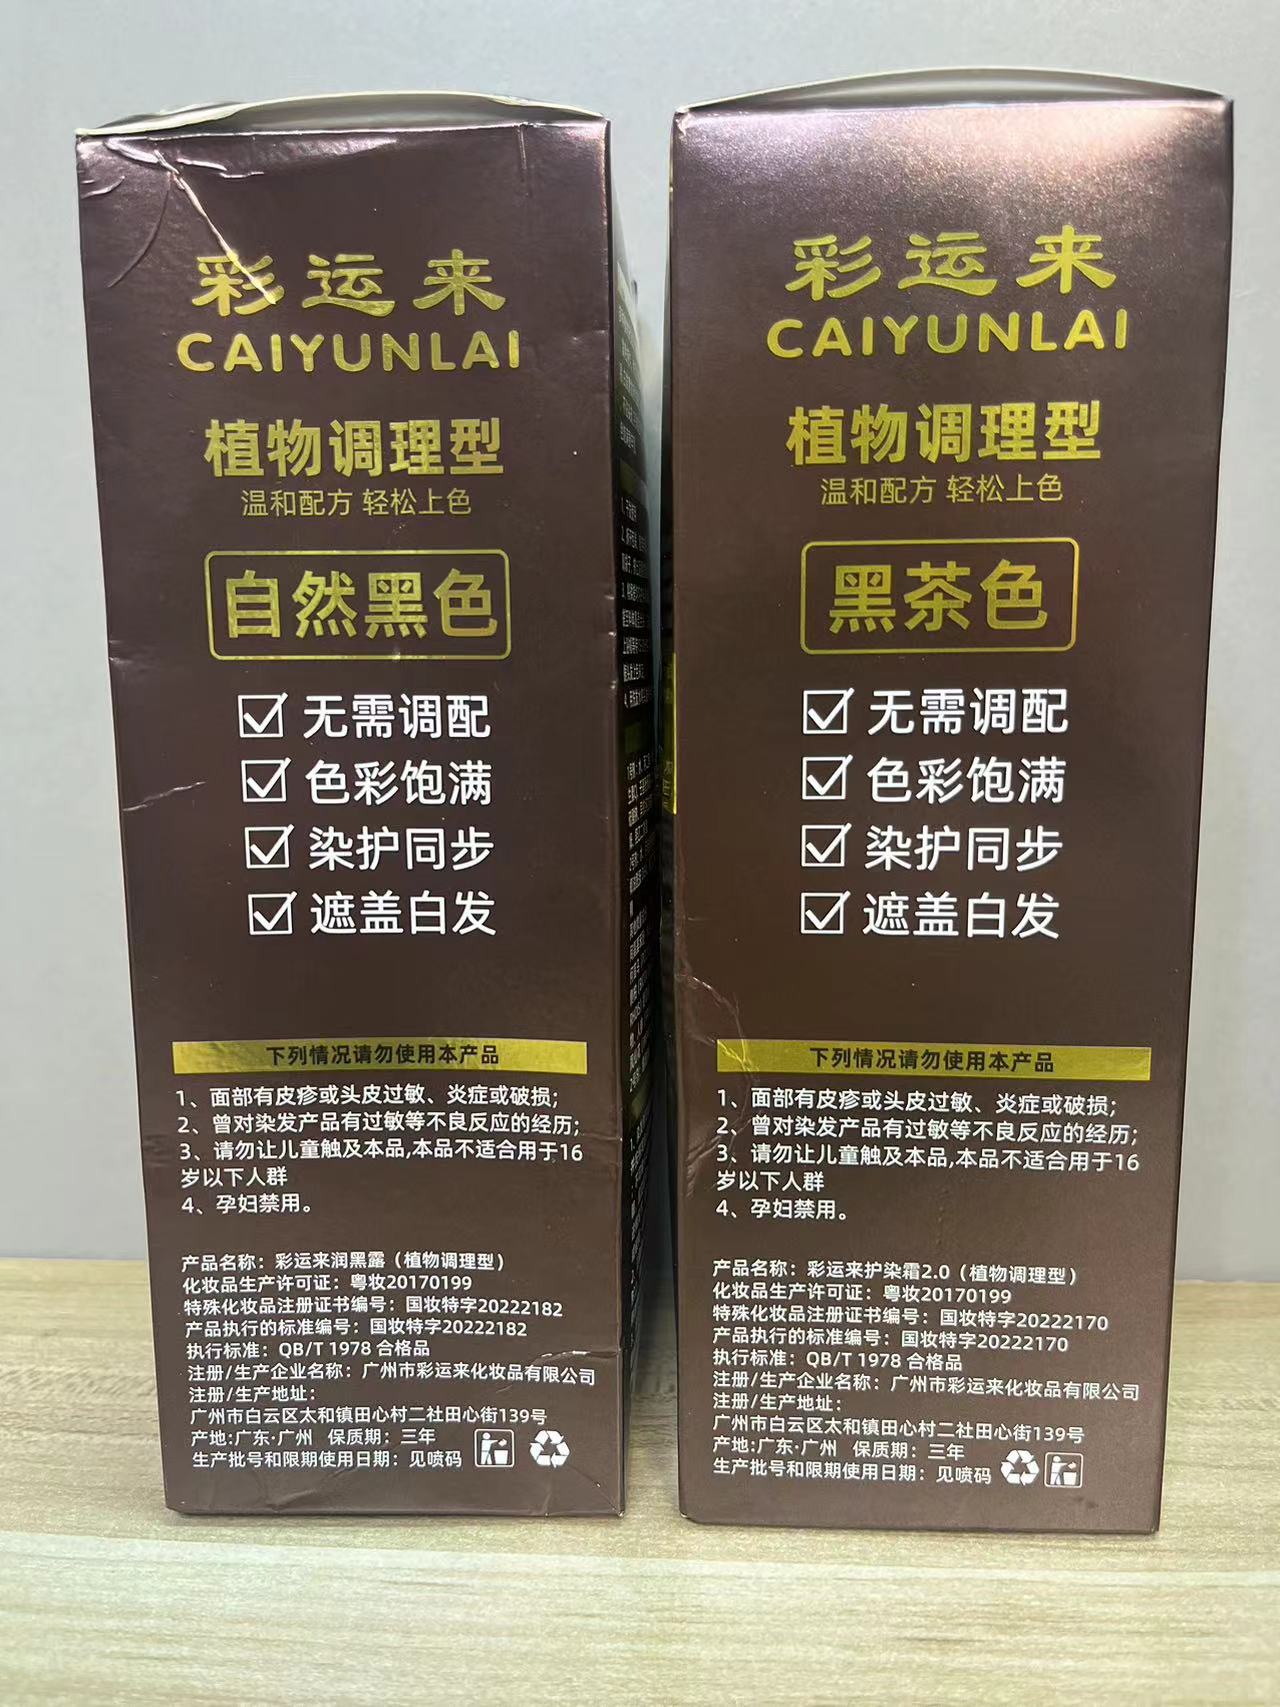 彩运来
CAIYUNLAI
植物调理型
温和配方 轻松上色
自然黑色
无需调配
色彩饱满
染护同步
遮盖白发
下列情况请勿使用本产品
1、面部有皮疹或头皮过敏、炎症或破损;
2、曾对染发产品有过敏等不良反应的经历;
3、请勿让儿童触及本品,本品不适合用于16
岁以下人群
4、孕妇禁用。
产品名称：彩运来润黑露（植物调理型）
化妆品生产许可证：粤妆20170199
特殊化妆品注册证书编号：国妆特字20222182
产品执行的标准编号：国妆特字20222182
执行标准：QB/T 1978 合格品
注册/生产企业名称：广州市彩运来化妆品有限公司
注册/生产地址：
广州市白云区太和镇田心村二社田心街139号
产地:广东·广州 保质期：三年
生产批号和限期使用日期：见喷码
彩运来
CAIYUNLAI
植物调理型
温和配方 轻松上色
黑茶色
无需调配
色彩饱满
染护同步
遮盖白发
下列情况请勿使用本产品
1、面部有皮疹或头皮过敏、炎症或破损;
2、曾对染发产品有过敏等不良反应的经历;
3、请勿让儿童触及本品,本品不适合用于16
岁以下人群
4、孕妇禁用。
产品名称：彩运来护染霜2.0（植物调理型）
化妆品生产许可证：粤妆20170199
特殊化妆品注册证书编号：国妆特字20222170
产品执行的标准编号：国妆特字20222170
执行标准：QB/T 1978 合格品
注册/生产企业名称：广州市彩运来化妆品有限公司
注册/生产地址：
广州市白云区太和镇田心村二社田心街139号
产地:广东·广州 保质期：三年
生产批号和限期使用日期：见喷码